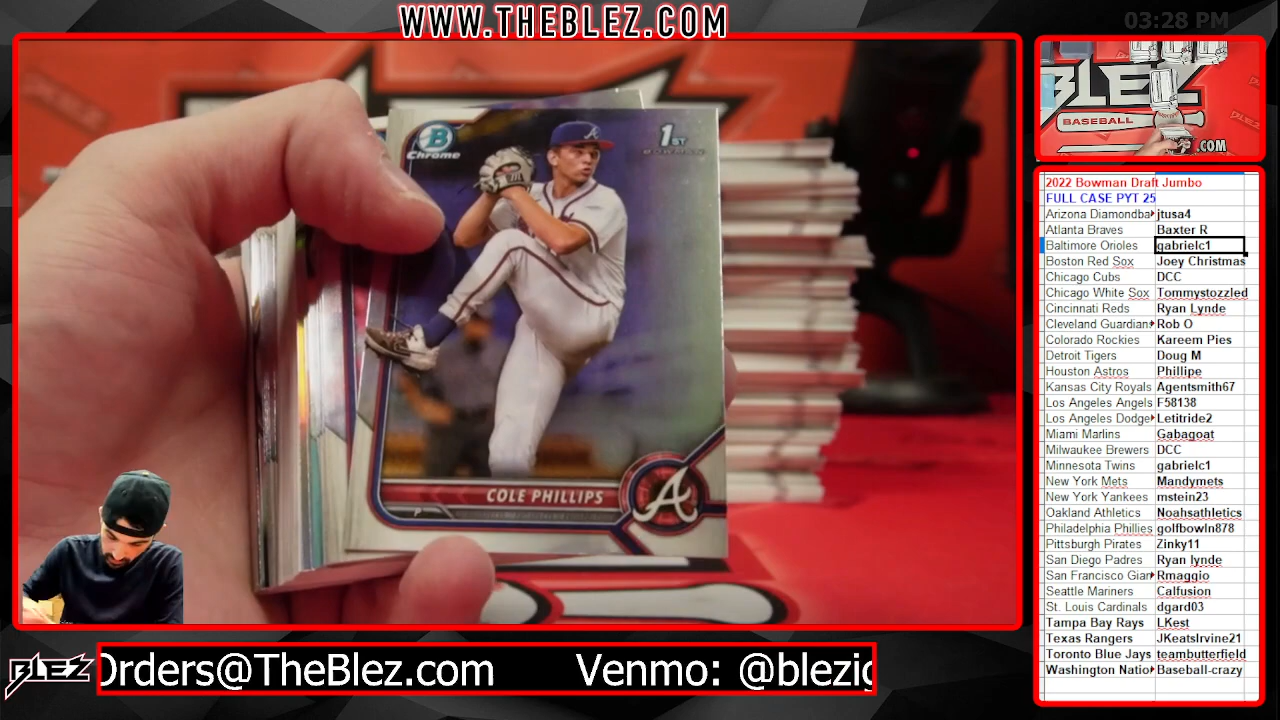 WWW.THEBLEZ.COM
03:28 PM
B
Chrome
1ST
BOWMAN
COLE PHILLIPS
P
A
BLEZ
BASEBALL
.COM
2022 Bowman Draft Jumbo
FULL CASE PYT 25
Arizona Diamondba jtusa4
Atlanta Braves Baxter R
Baltimore Orioles gabrielc1
Boston Red Sox Joey Christmas
Chicago Cubs DCC
Chicago White Sox Tommystozzled
Cincinnati Reds Ryan Lynde
Cleveland Guardian Rob O
Colorado Rockies Kareem Pies
Detroit Tigers Doug M
Houston Astros Phillipe
Kansas City Royals Agentsmith67
Los Angeles Angels F58138
Los Angeles Dodge Letitride2
Miami Marlins Gabagoat
Milwaukee Brewers DCC
Minnesota Twins gabrielc1
New York Mets Mandymets
New York Yankees mstein23
Oakland Athletics Noahsathletics
Philadelphia Phillies golfbowln878
Pittsburgh Pirates Zinky11
San Diego Padres Ryan lynde
San Francisco Gian Rmaggio
Seattle Mariners Calfusion
St. Louis Cardinals dgard03
Tampa Bay Rays LKest
Texas Rangers JKeatsIrvine21
Toronto Blue Jays teambutterfield
Washington Natio Baseball-crazy
BLEZ
Orders@TheBlez.com Venmo: @blezig